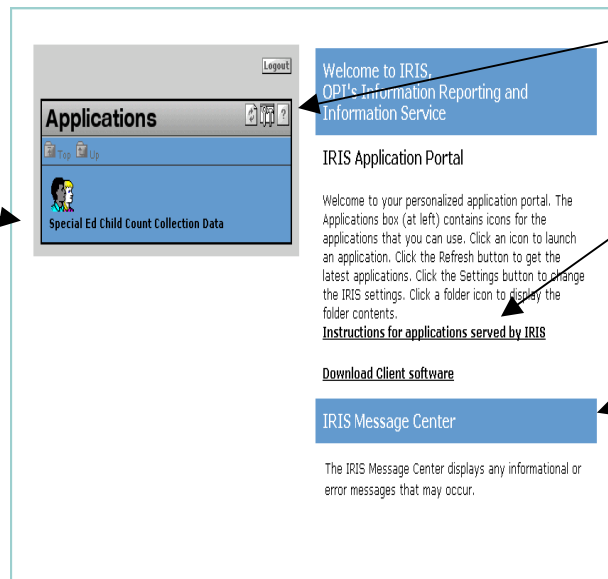 Logout
Applications
?
Top Up
Special Ed Child Count Collection Data
Welcome to IRIS,
OPI's Information Reporting and
Information Service
IRIS Application Portal
Welcome to your personalized application portal. The
Applications box (at left) contains icons for the
applications that you can use. Click an icon to launch
an application. Click the Refresh button to get the
latest applications. Click the Settings button to change
the IRIS settings. Click a folder icon to display the
folder contents.
Instructions for applications served by IRIS
Download Client software
IRIS Message Center
The IRIS Message Center displays any informational or
error messages that may occur.